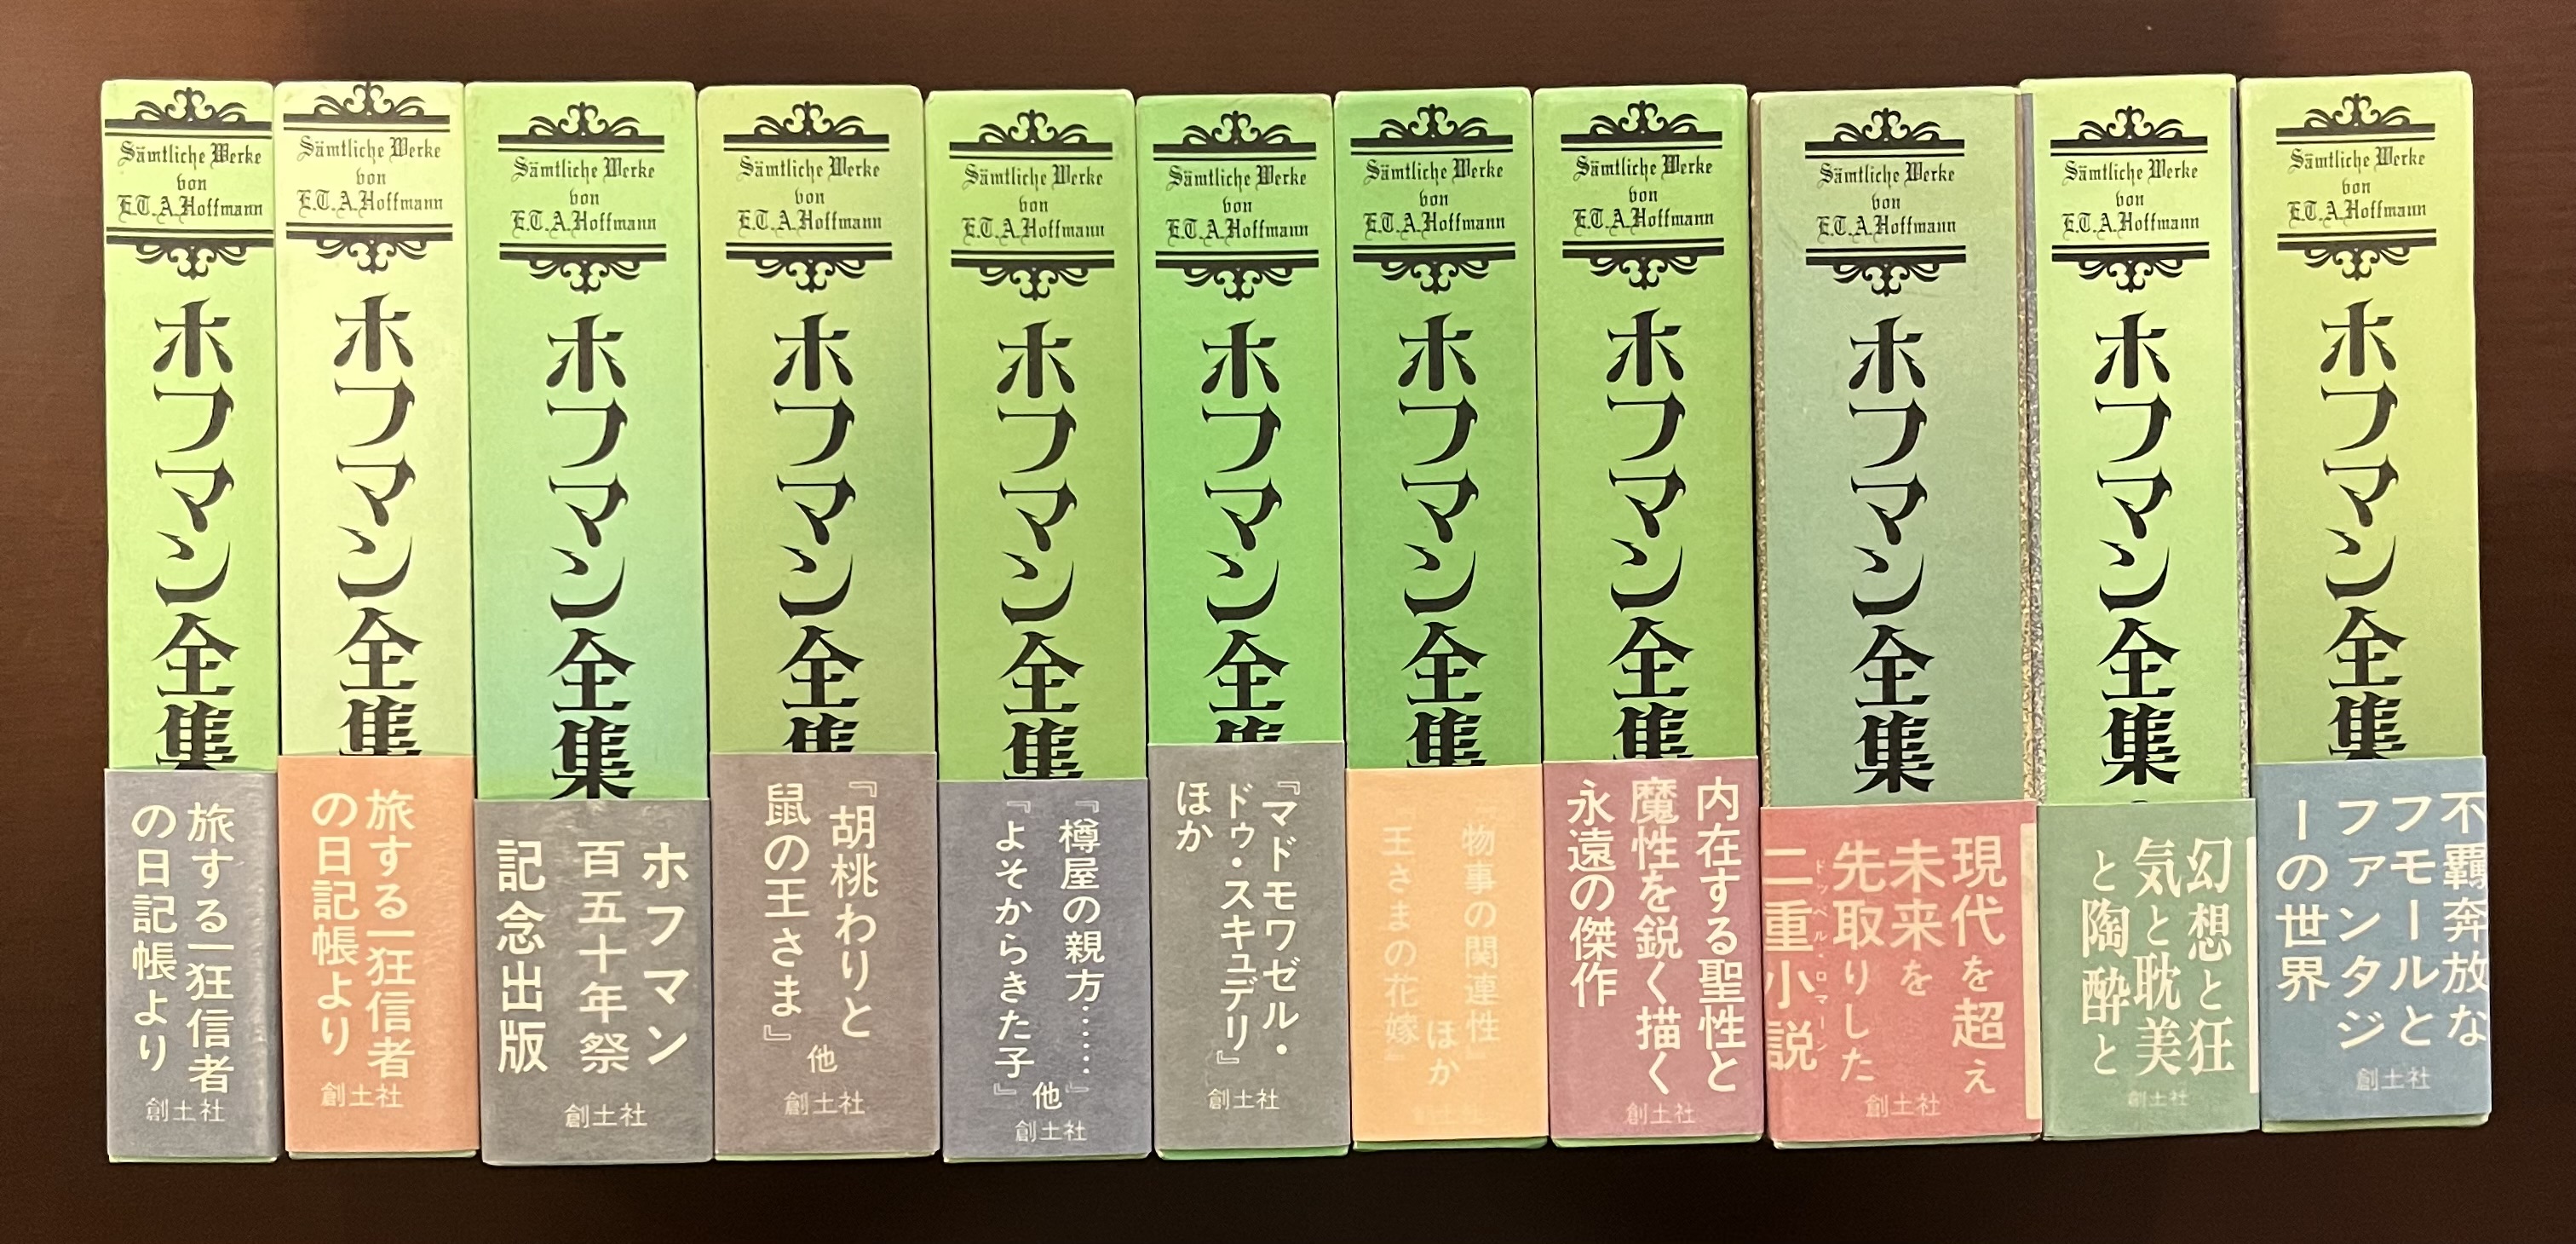 Sämtliche Werke
von
E.T.A.Hoffmann
ホフマン全集
旅する一狂信者
の日記帳より
創土社
Sämtliche Werke
von
E.T.A.Hoffmann
ホフマン全集
旅する一狂信者
の日記帳より
創土社
Sämtliche Werke
von
E.T.A.Hoffmann
ホフマン全集
ホフマン
百五十年祭
記念出版
創土社
Sämtliche Werke
von
E.T.A.Hoffmann
ホフマン全集
『胡桃わりと
鼠の王さま』
他
創土社
Sämtliche Werke
von
E.T.A.Hoffmann
ホフマン全集
『樽屋の親方……』
『よそからきた子』
他
創土社
Sämtliche Werke
von
E.T.A.Hoffmann
ホフマン全集
『マドモワゼル・
ドゥ・スキュデリ』
ほか
創土社
Sämtliche Werke
von
E.T.A.Hoffmann
ホフマン全集
『物事の関連性』
『王さまの花嫁』
ほか
Sämtliche Werke
von
E.T.A.Hoffmann
ホフマン全集
内在する聖性と
魔性を鋭く描く
永遠の傑作
創土社
Sämtliche Werke
von
E.T.A.Hoffmann
ホフマン全集
現代を超え
未来を
先取りした
二重小説
ドッペル・ロマーン
創土社
Sämtliche Werke
von
E.T.A.Hoffmann
ホフマン全集
幻想と狂
気と耽美
と陶酔と
創土社
Sämtliche Werke
von
E.T.A.Hoffmann
ホフマン全集
不羈奔放な
フモールと
ファンタジ
ーの世界
創土社